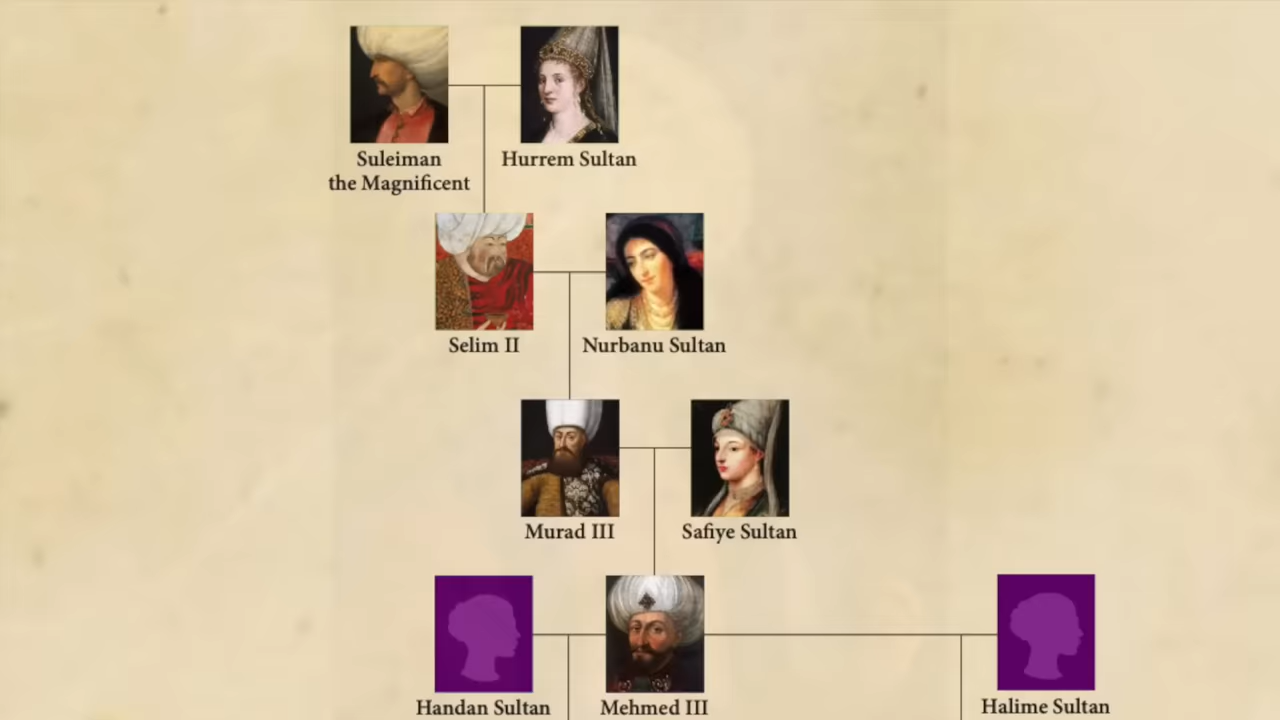 Suleiman
the Magnificent
Hurrem Sultan
Selim II
Nurbanu Sultan
Murad III
Safiye Sultan
Handan Sultan
Mehmed III
Halime Sultan